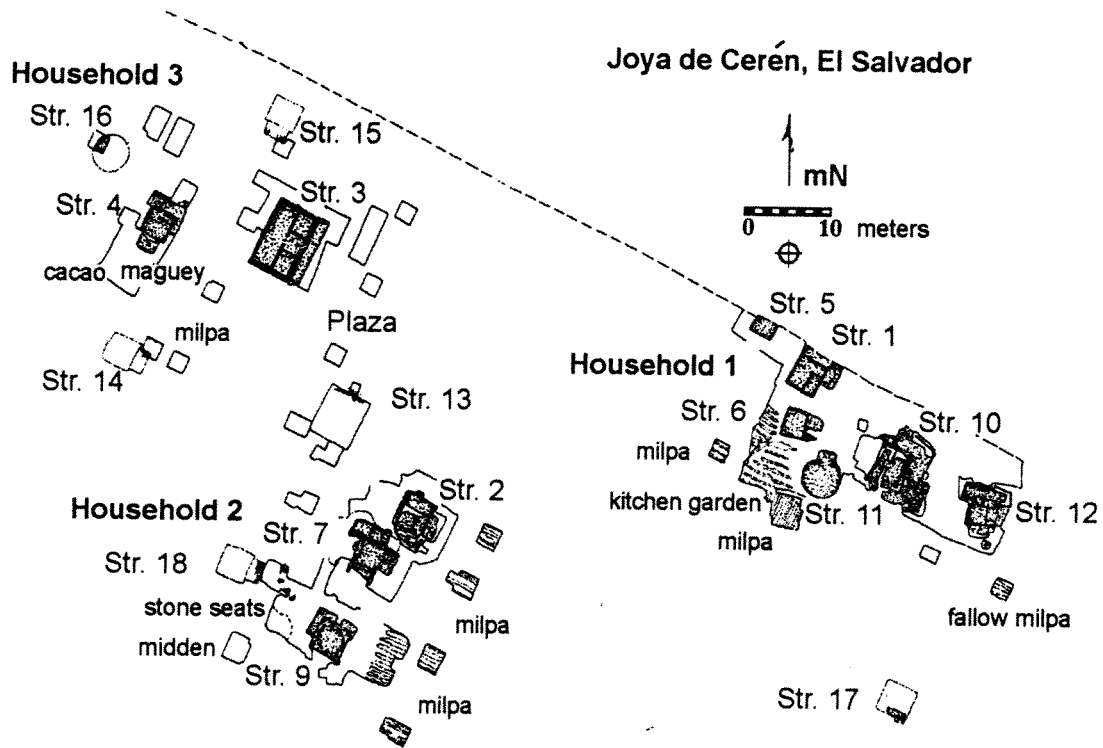 Joya de Cerén, El Salvador
Household 3
Str. 16
Str. 15
mN
Str. 3
Str. 4
0 10 meters
cacao maguey
Str. 5
milpa
Plaza
Str. 1
Household 1
Str. 14
Str. 13
Str. 6
Str. 10
milpa
Str. 2
kitchen garden
Household 2
Str. 7
Str. 11
Str. 12
milpa
Str. 18
stone seats
fallow milpa
milpa
midden
Str. 9
Str. 17
milpa